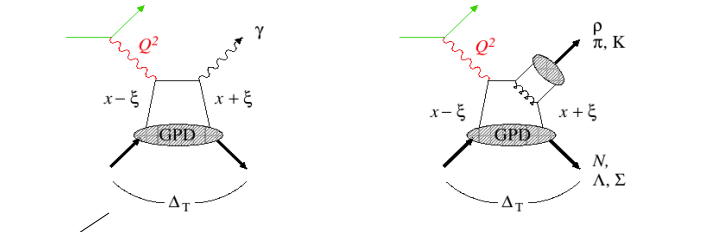 Q² γ
x − ξ x + ξ
GPD
Δ_T
Q² ρ
π, K
x − ξ x + ξ
GPD
N,
Λ, Σ
Δ_T